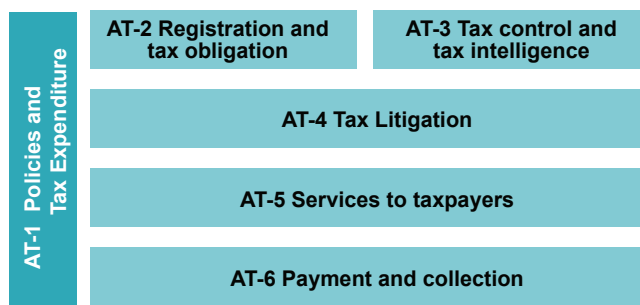 AT-1 Policies and
Tax Expenditure
AT-2 Registration and
tax obligation
AT-3 Tax control and
tax intelligence
AT-4 Tax Litigation
AT-5 Services to taxpayers
AT-6 Payment and collection